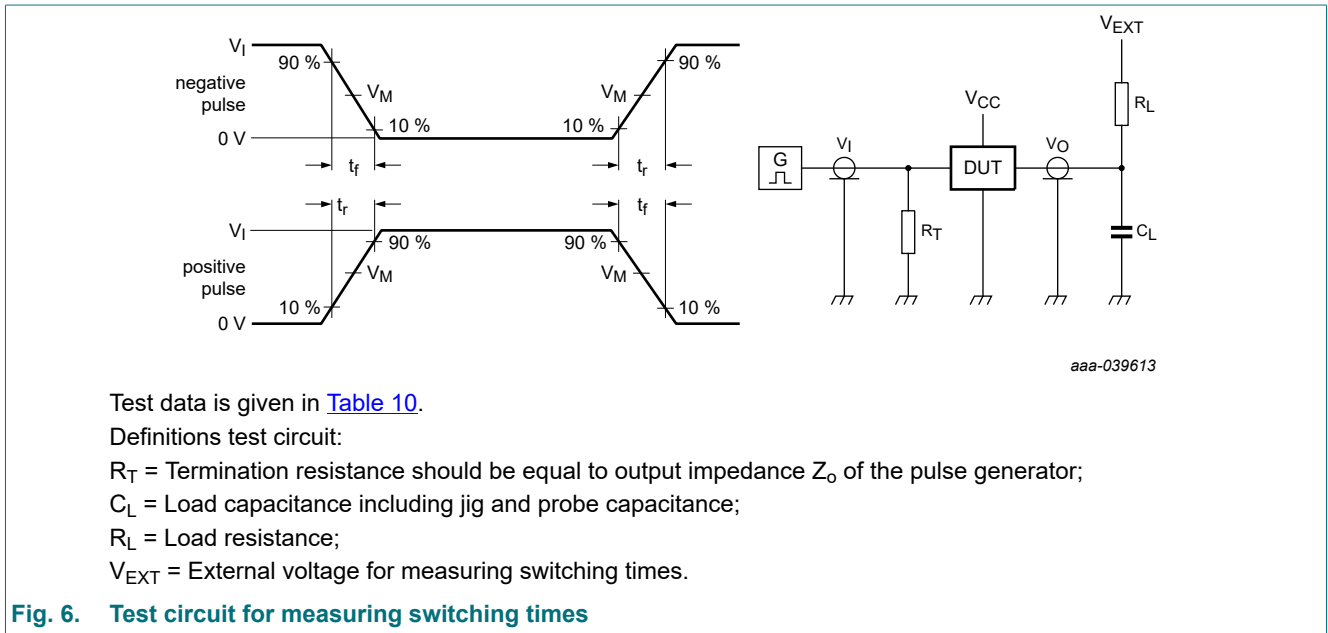 V_I
90 %
90 %
negative
pulse
V_M
V_M
10 %
10 %
0 V
t_f
t_r
t_r
t_f
V_I
90 %
90 %
positive
pulse
V_M
V_M
10 %
10 %
0 V
V_EXT
R_L
V_CC
G
V_I
DUT
V_O
R_T
C_L
aaa-039613
Test data is given in Table 10.
Definitions test circuit:
R_T = Termination resistance should be equal to output impedance Z_o of the pulse generator;
C_L = Load capacitance including jig and probe capacitance;
R_L = Load resistance;
V_EXT = External voltage for measuring switching times.
Fig. 6. Test circuit for measuring switching times